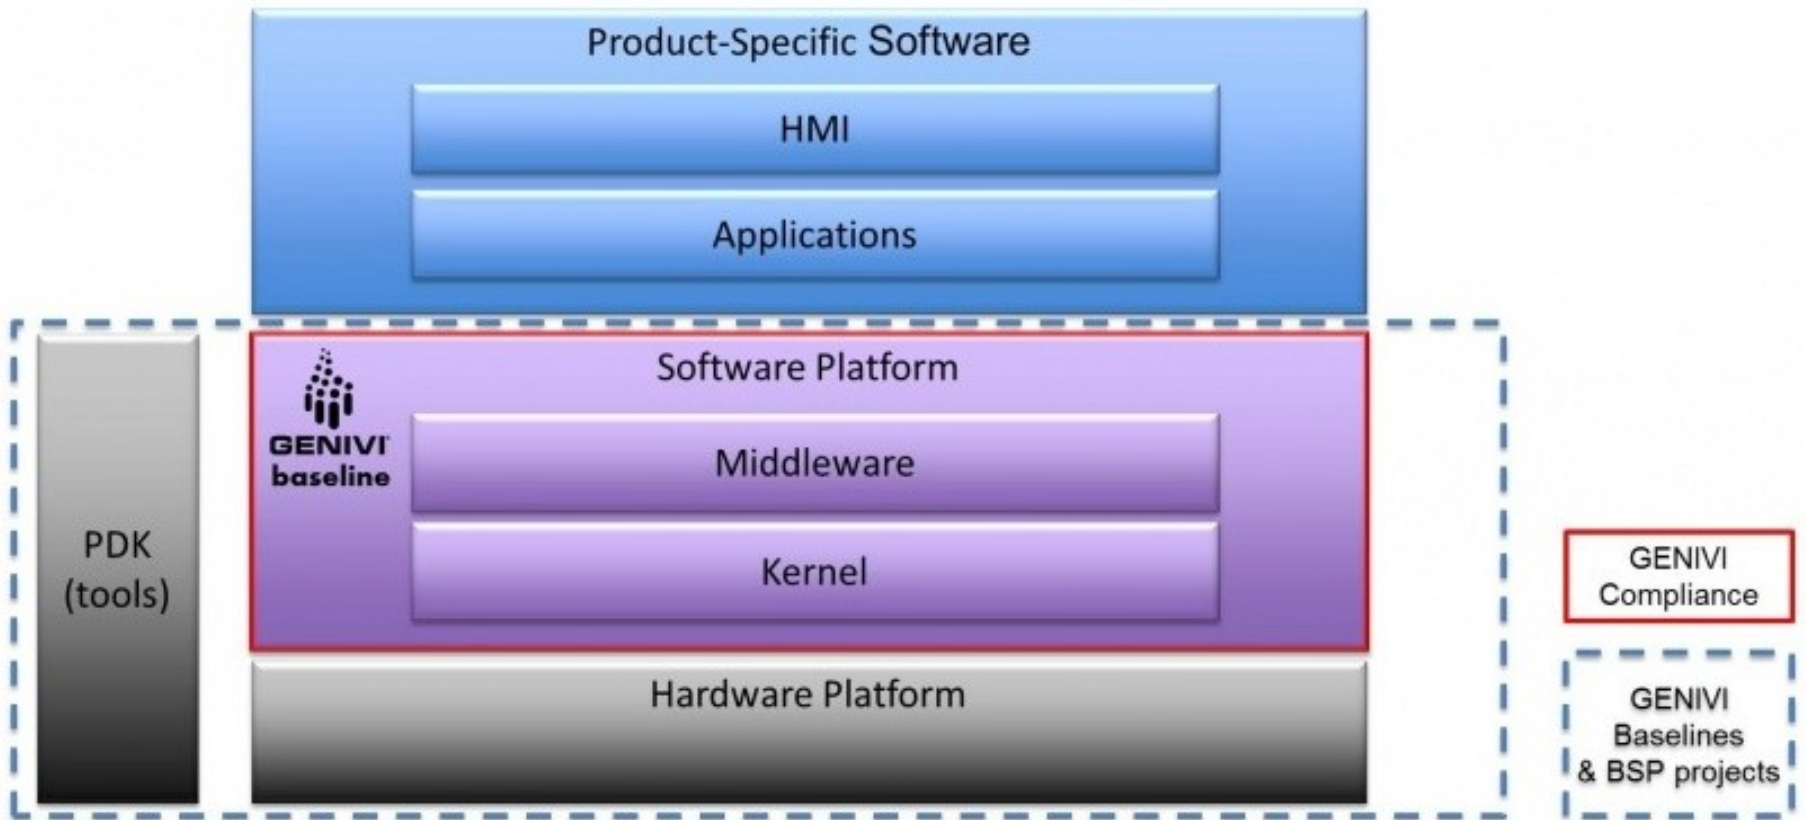 Product-Specific Software
HMI
Applications
Software Platform
GENIVI
baseline
Middleware
Kernel
PDK
(tools)
Hardware Platform
GENIVI
Compliance
GENIVI
Baselines
& BSP projects